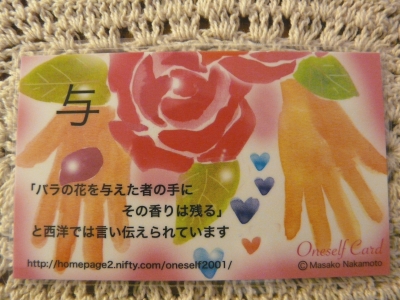 与
「バラの花を与えた者の手に
その香りは残る」
と西洋では言い伝えられています
Oneself Card
http://homepage2.nifty.com/oneself2001/
©Masako Nakamoto